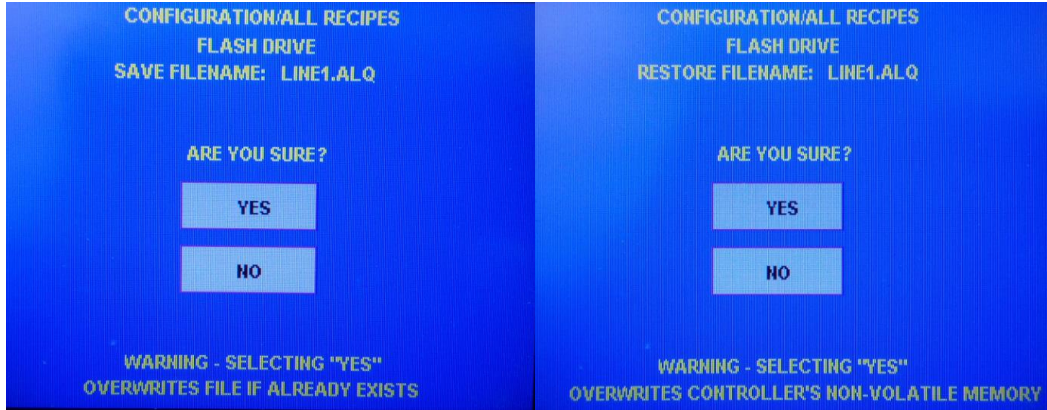 CONFIGURATION/ALL RECIPES
FLASH DRIVE
SAVE FILENAME: LINE1.ALQ
ARE YOU SURE?
YES
NO
WARNING - SELECTING "YES"
OVERWRITES FILE IF ALREADY EXISTS
CONFIGURATION/ALL RECIPES
FLASH DRIVE
RESTORE FILENAME: LINE1.ALQ
ARE YOU SURE?
YES
NO
WARNING - SELECTING "YES"
OVERWRITES CONTROLLER'S NON-VOLATILE MEMORY